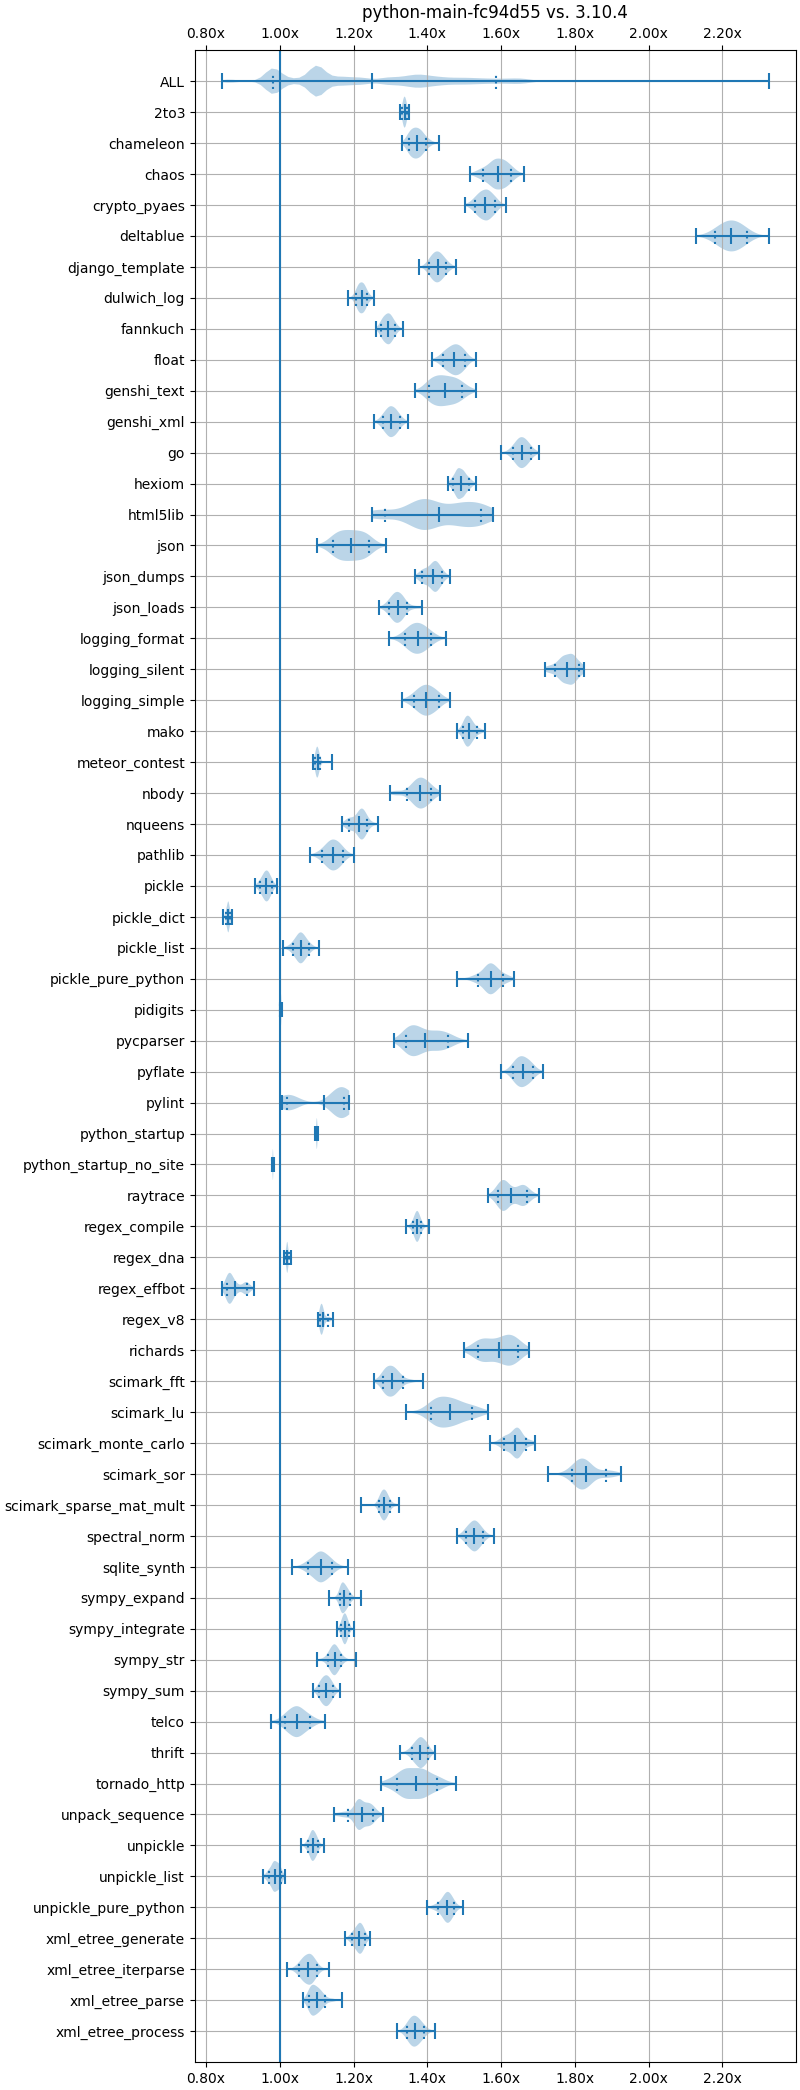 python-main-fc94d55 vs. 3.10.4
0.80x 1.00x 1.20x 1.40x 1.60x 1.80x 2.00x 2.20x
ALL
2to3
chameleon
chaos
crypto_pyaes
deltablue
django_template
dulwich_log
fannkuch
float
genshi_text
genshi_xml
go
hexiom
html5lib
json
json_dumps
json_loads
logging_format
logging_silent
logging_simple
mako
meteor_contest
nbody
nqueens
pathlib
pickle
pickle_dict
pickle_list
pickle_pure_python
pidigits
pycparser
pyflate
pylint
python_startup
python_startup_no_site
raytrace
regex_compile
regex_dna
regex_effbot
regex_v8
richards
scimark_fft
scimark_lu
scimark_monte_carlo
scimark_sor
scimark_sparse_mat_mult
spectral_norm
sqlite_synth
sympy_expand
sympy_integrate
sympy_str
sympy_sum
telco
thrift
tornado_http
unpack_sequence
unpickle
unpickle_list
unpickle_pure_python
xml_etree_generate
xml_etree_iterparse
xml_etree_parse
xml_etree_process
0.80x 1.00x 1.20x 1.40x 1.60x 1.80x 2.00x 2.20x